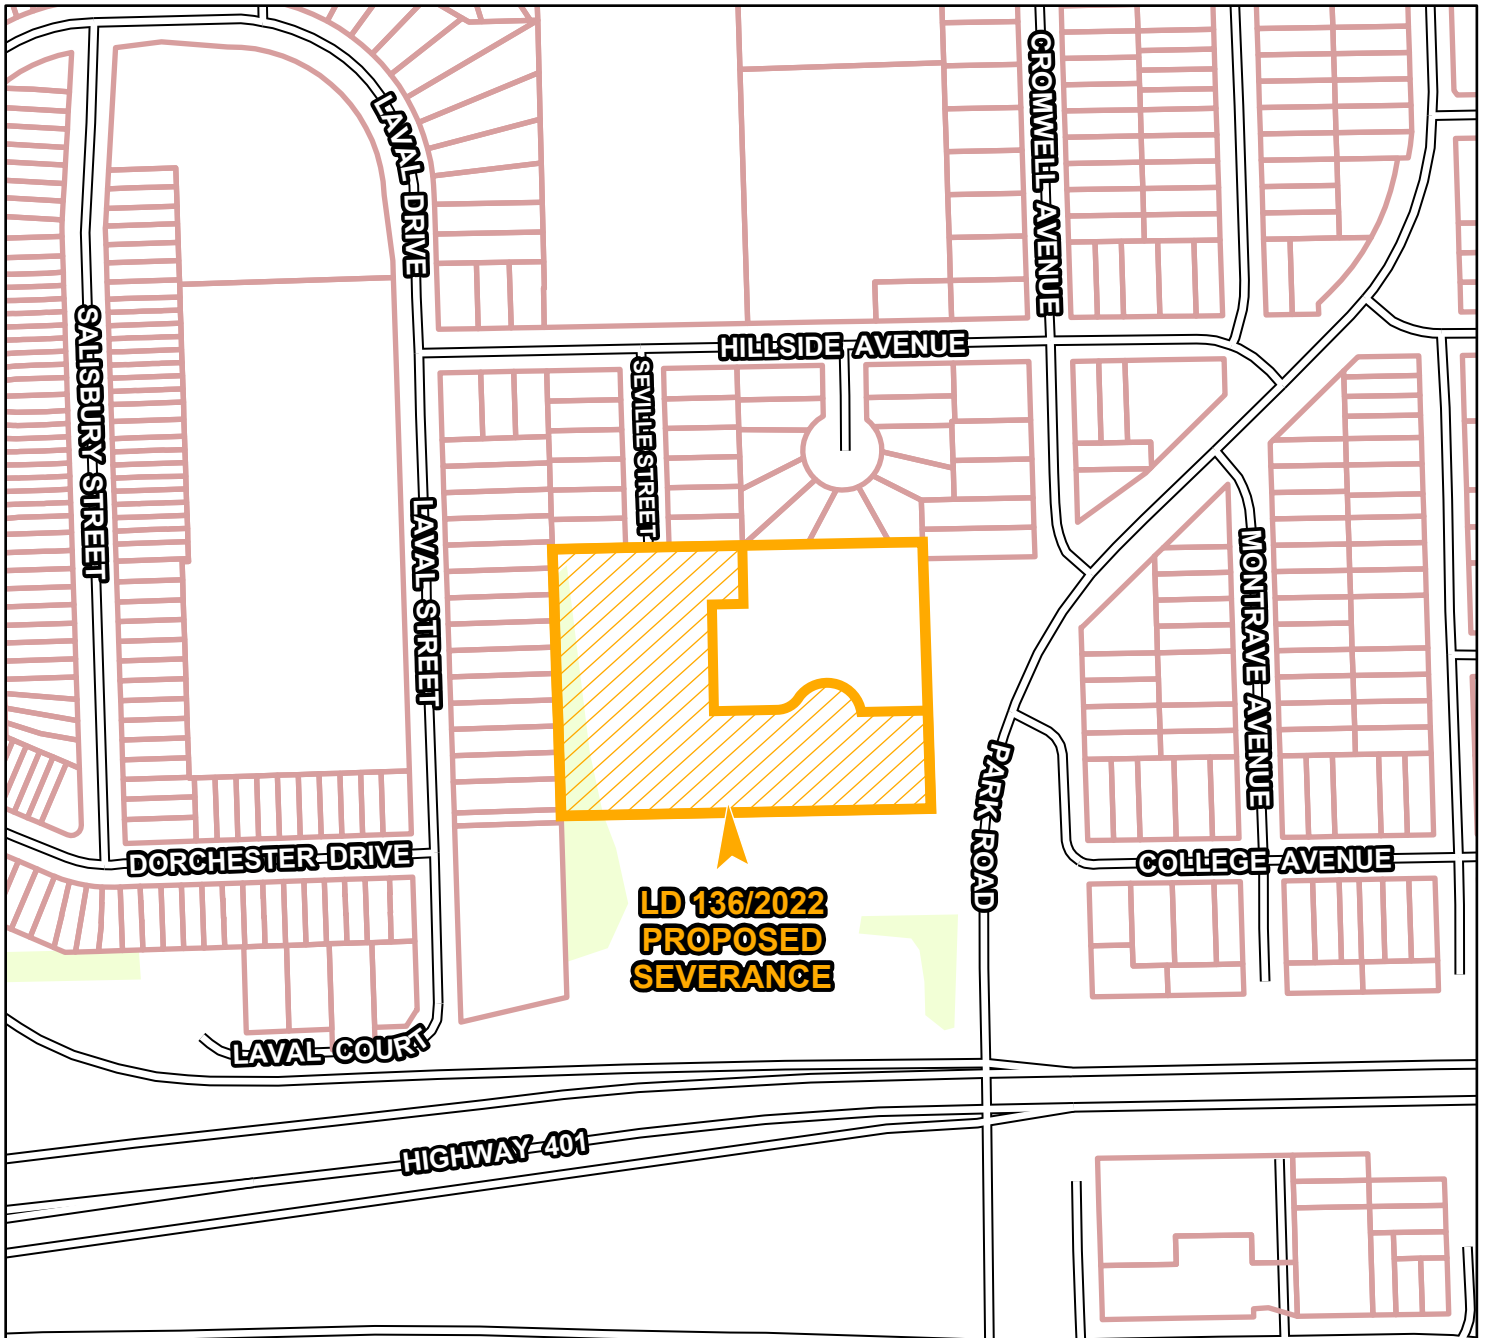 CROMWELL AVENUE
LAVAL DRIVE
SALISBURY STREET
HILLSIDE AVENUE
SEVILLE STREET
LAVAL STREET
MONTRAVE AVENUE
PARK ROAD
DORCHESTER DRIVE
COLLEGE AVENUE
LD 136/2022
PROPOSED
SEVERANCE
LAVAL COURT
HIGHWAY 401